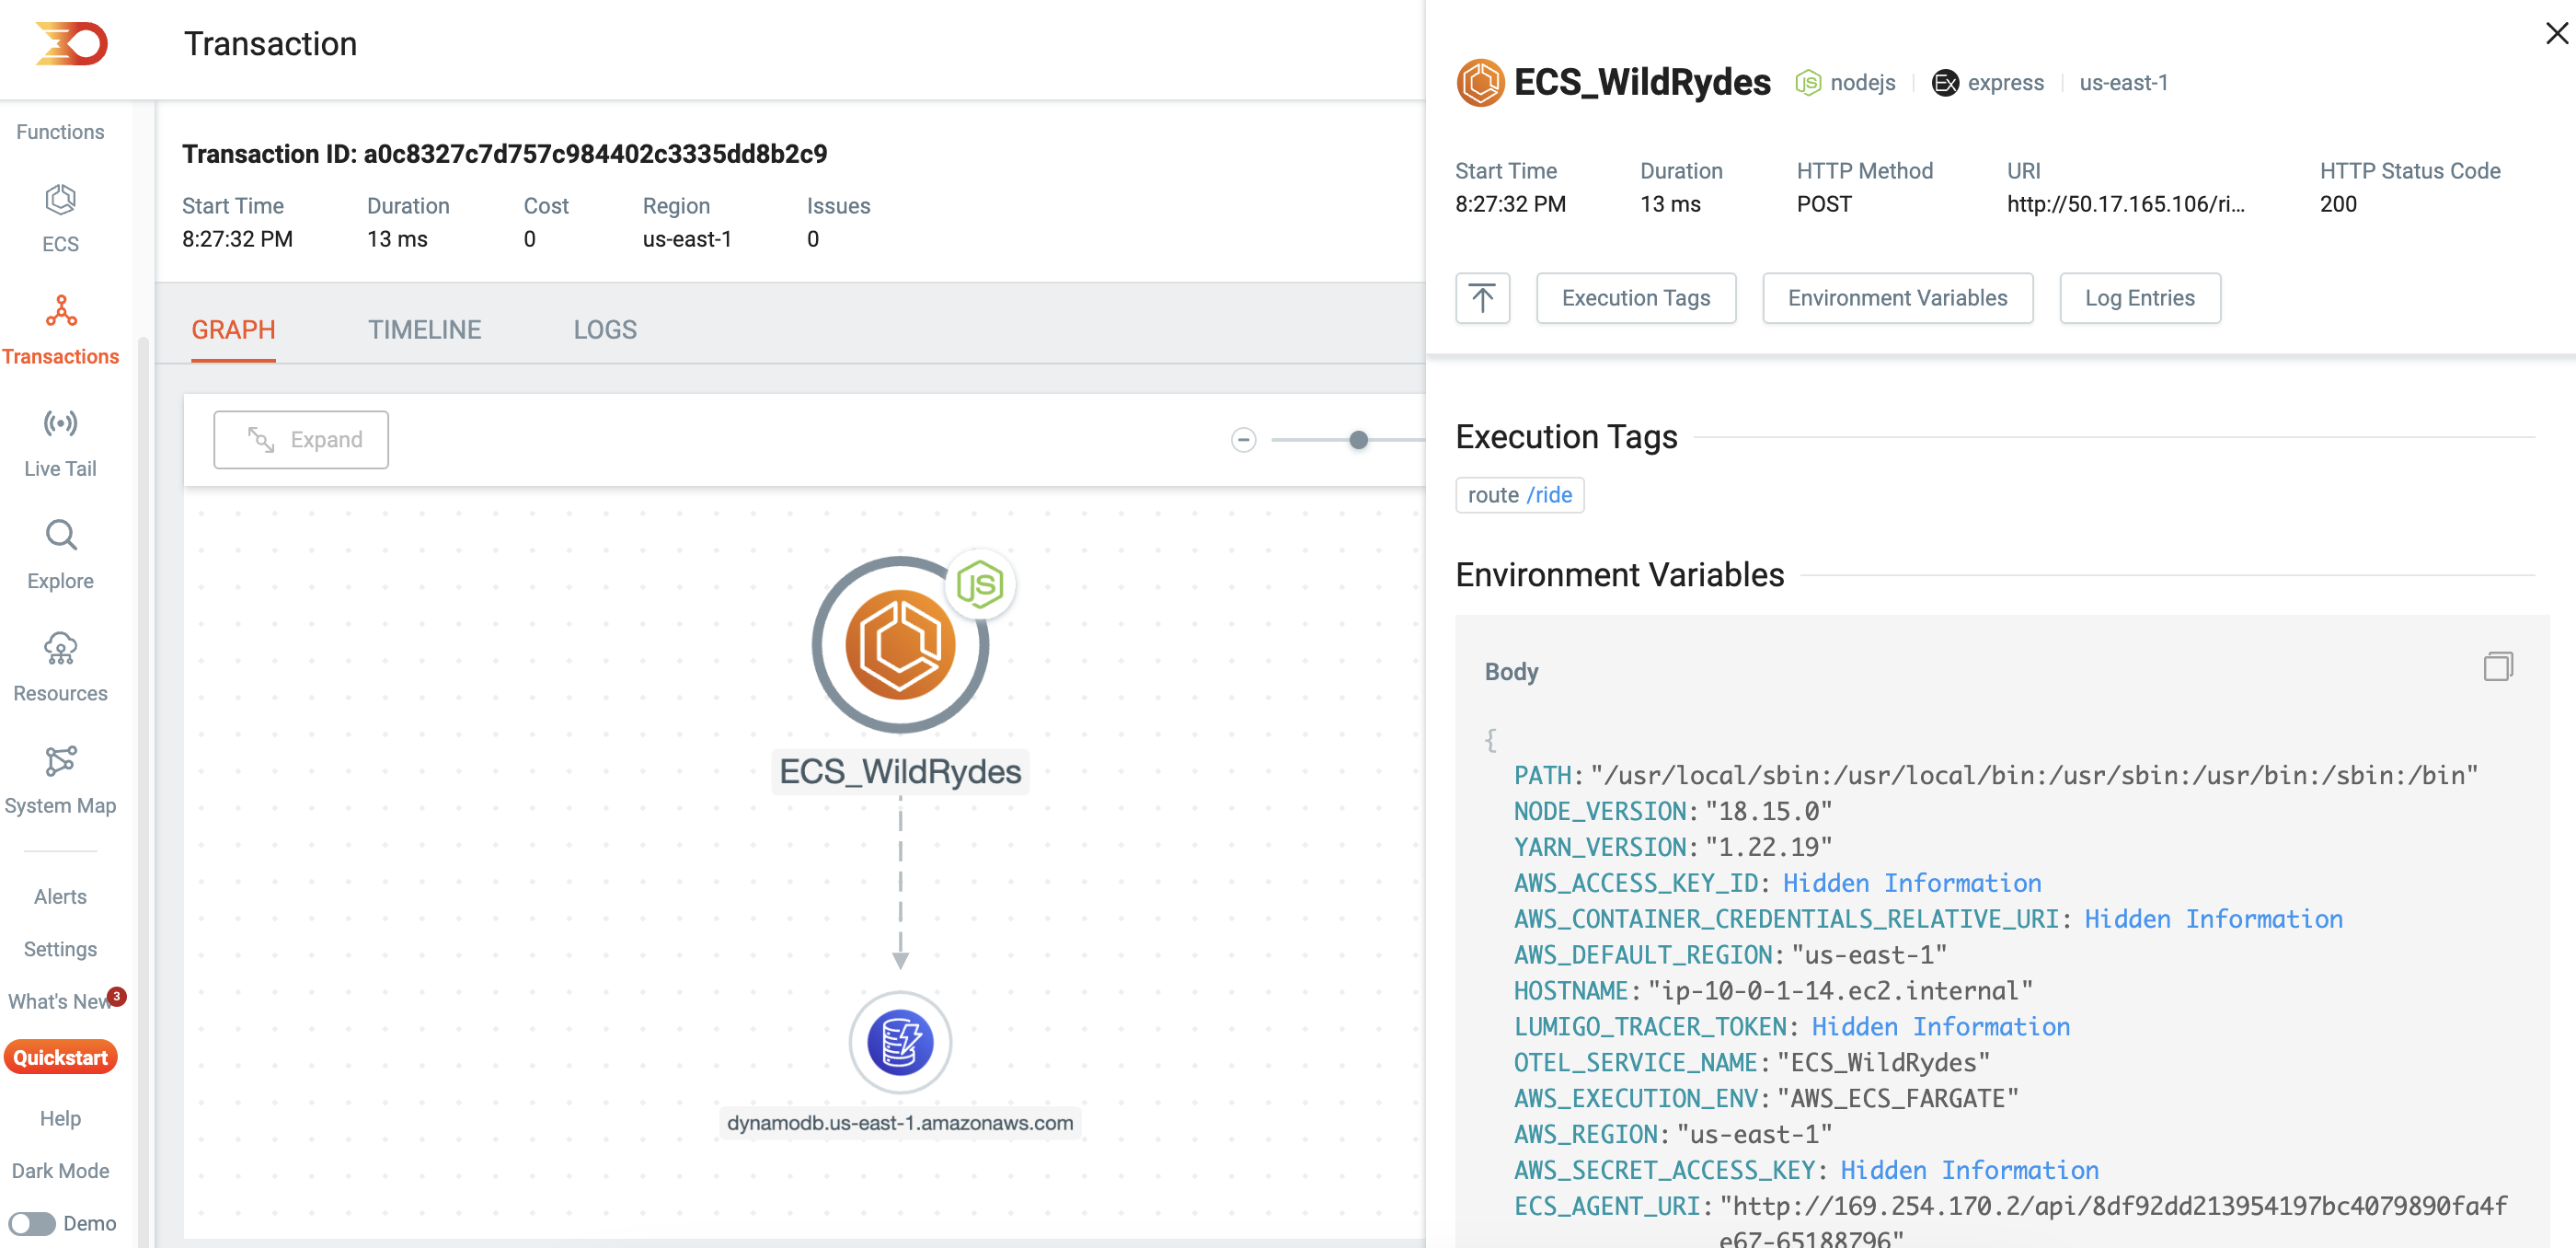 Transaction
Functions
ECS
Transactions
Live Tail
Explore
Resources
System Map
Alerts
Settings
What's New 3
Quickstart
Help
Dark Mode
Demo
Transaction ID: a0c8327c7d757c984402c3335dd8b2c9
Start Time Duration Cost Region Issues
8:27:32 PM 13 ms 0 us-east-1 0
GRAPH TIMELINE LOGS
Expand
JS
ECS_WildRydes
dynamodb.us-east-1.amazonaws.com
ECS_WildRydes JS nodejs Ex express us-east-1
Start Time Duration HTTP Method URI HTTP Status Code
8:27:32 PM 13 ms POST http://50.17.165.106/ri... 200
Execution Tags Environment Variables Log Entries
Execution Tags
route /ride
Environment Variables
Body
{
PATH: "/usr/local/sbin:/usr/local/bin:/usr/sbin:/usr/bin:/sbin:/bin"
NODE_VERSION: "18.15.0"
YARN_VERSION: "1.22.19"
AWS_ACCESS_KEY_ID: Hidden Information
AWS_CONTAINER_CREDENTIALS_RELATIVE_URI: Hidden Information
AWS_DEFAULT_REGION: "us-east-1"
HOSTNAME: "ip-10-0-1-14.ec2.internal"
LUMIGO_TRACER_TOKEN: Hidden Information
OTEL_SERVICE_NAME: "ECS_WildRydes"
AWS_EXECUTION_ENV: "AWS_ECS_FARGATE"
AWS_REGION: "us-east-1"
AWS_SECRET_ACCESS_KEY: Hidden Information
ECS_AGENT_URI: "http://169.254.170.2/api/8df92dd213954197bc4079890fa4f
e67-65188796"